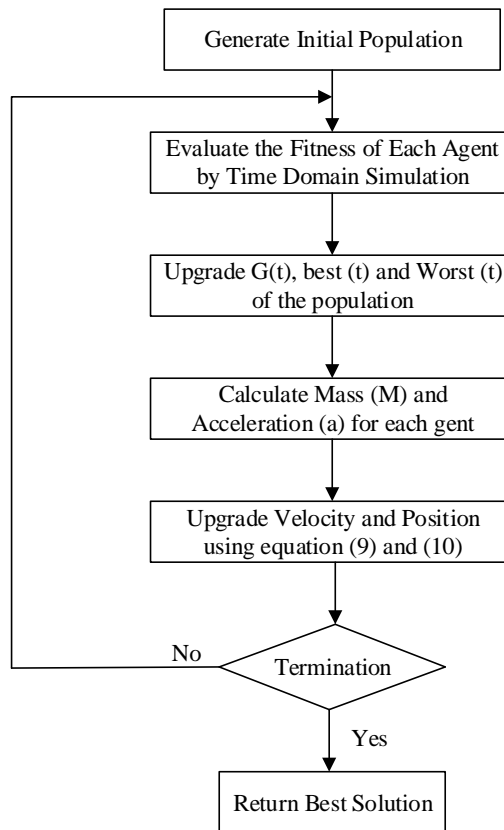 Generate Initial Population
Evaluate the Fitness of Each Agent
by Time Domain Simulation
Upgrade G(t), best (t) and Worst (t)
of the population
Calculate Mass (M) and
Acceleration (a) for each gent
Upgrade Velocity and Position
using equation (9) and (10)
No
Termination
Yes
Return Best Solution